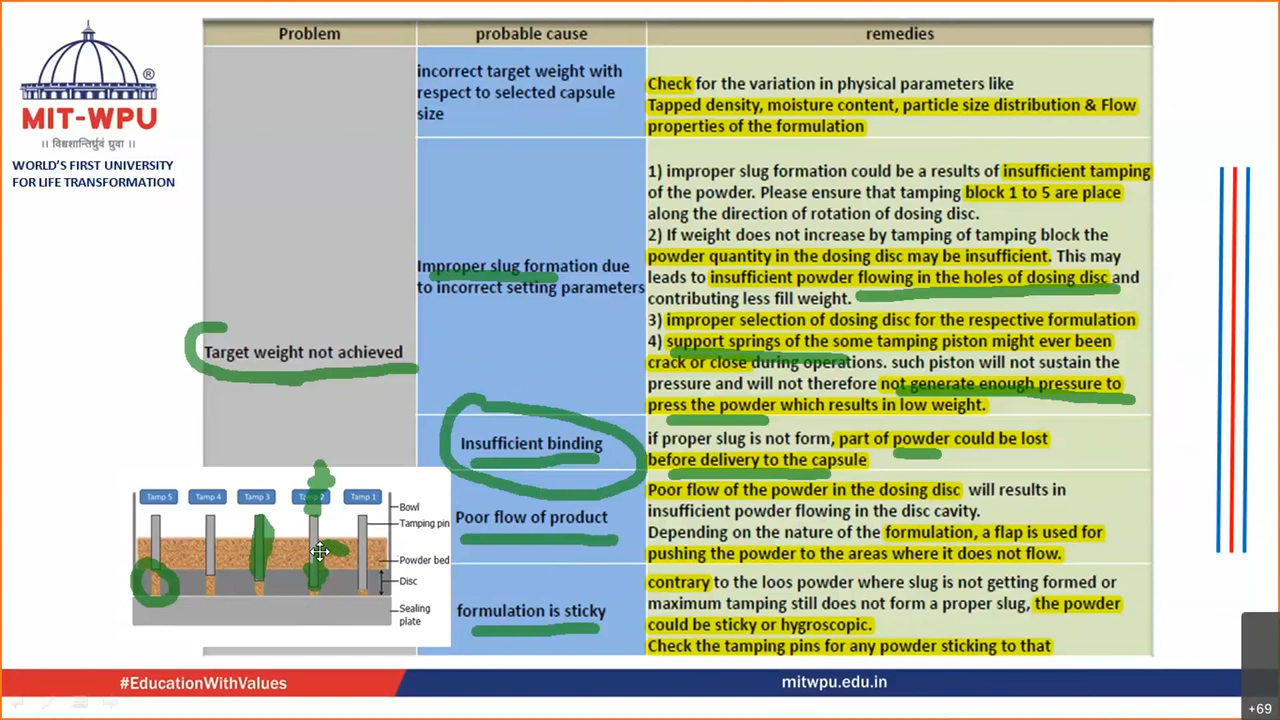 ®
MIT-WPU
।। विश्वशान्तिर्ध्रुवं ध्रुवा ।।
WORLD'S FIRST UNIVERSITY
FOR LIFE TRANSFORMATION
Problem
probable cause
remedies
Target weight not achieved
incorrect target weight with
respect to selected capsule
size
Check for the variation in physical parameters like
Tapped density, moisture content, particle size distribution & Flow
properties of the formulation
Improper slug formation due
to incorrect setting parameters
1) improper slug formation could be a results of insufficient tamping
of the powder. Please ensure that tamping block 1 to 5 are place
along the direction of rotation of dosing disc.
2) If weight does not increase by tamping of tamping block the
powder quantity in the dosing disc may be insufficient. This may
leads to insufficient powder flowing in the holes of dosing disc and
contributing less fill weight.
3) improper selection of dosing disc for the respective formulation
4) support springs of the some tamping piston might ever been
crack or close during operations. such piston will not sustain the
pressure and will not therefore not generate enough pressure to
press the powder which results in low weight.
Insufficient binding
if proper slug is not form, part of powder could be lost
before delivery to the capsule
Poor flow of product
Poor flow of the powder in the dosing disc will results in
insufficient powder flowing in the disc cavity.
Depending on the nature of the formulation, a flap is used for
pushing the powder to the areas where it does not flow.
formulation is sticky
contrary to the loos powder where slug is not getting formed or
maximum tamping still does not form a proper slug, the powder
could be sticky or hygroscopic.
Check the tamping pins for any powder sticking to that
Tamp 5
Tamp 4
Tamp 3
Tamp 2
Tamp 1
Bowl
Tamping pin
Powder bed
Disc
Sealing
plate
#EducationWithValues
mitwpu.edu.in
+69